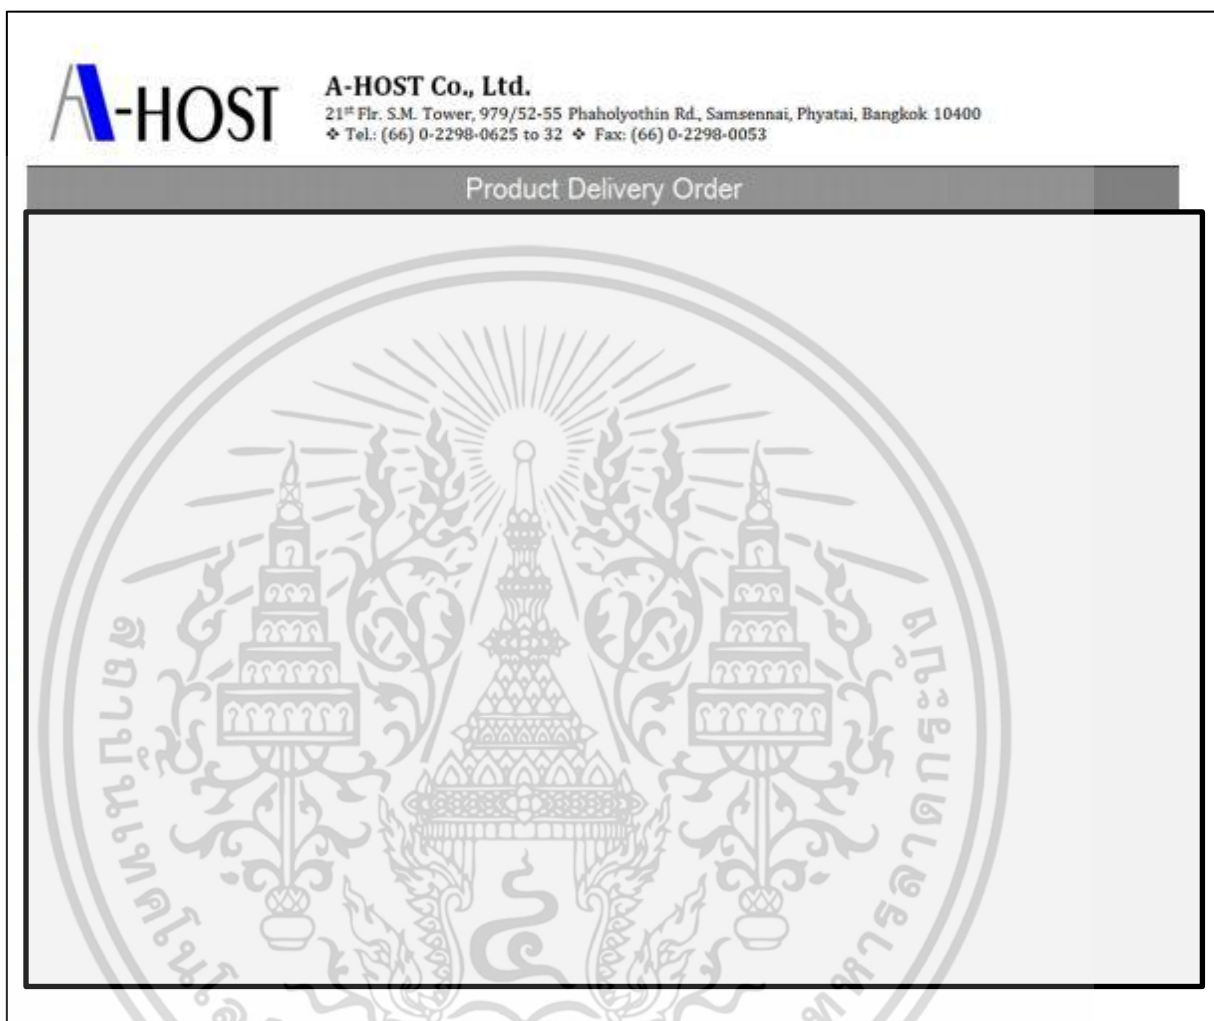 A-HOST
A-HOST Co., Ltd.
21st Flr. S.M. Tower, 979/52-55 Phaholyothin Rd., Samsennai, Phyatai, Bangkok 10400
❖ Tel.: (66) 0-2298-0625 to 32 ❖ Fax: (66) 0-2298-0053
Product Delivery Order